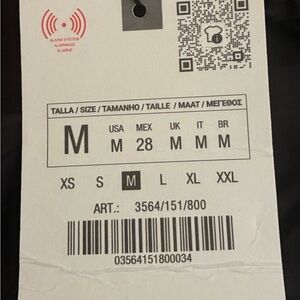 ALARM SYSTEM
ALARMADO
ALARME
TALLA / SIZE / TAMANHO / TAILLE / MAAT / ΜΕΓΕΘΟΣ
M USA MEX UK IT BR
M 28 M M M
XS S M L XL XXL
ART.: 3564/151/800
03564151800034